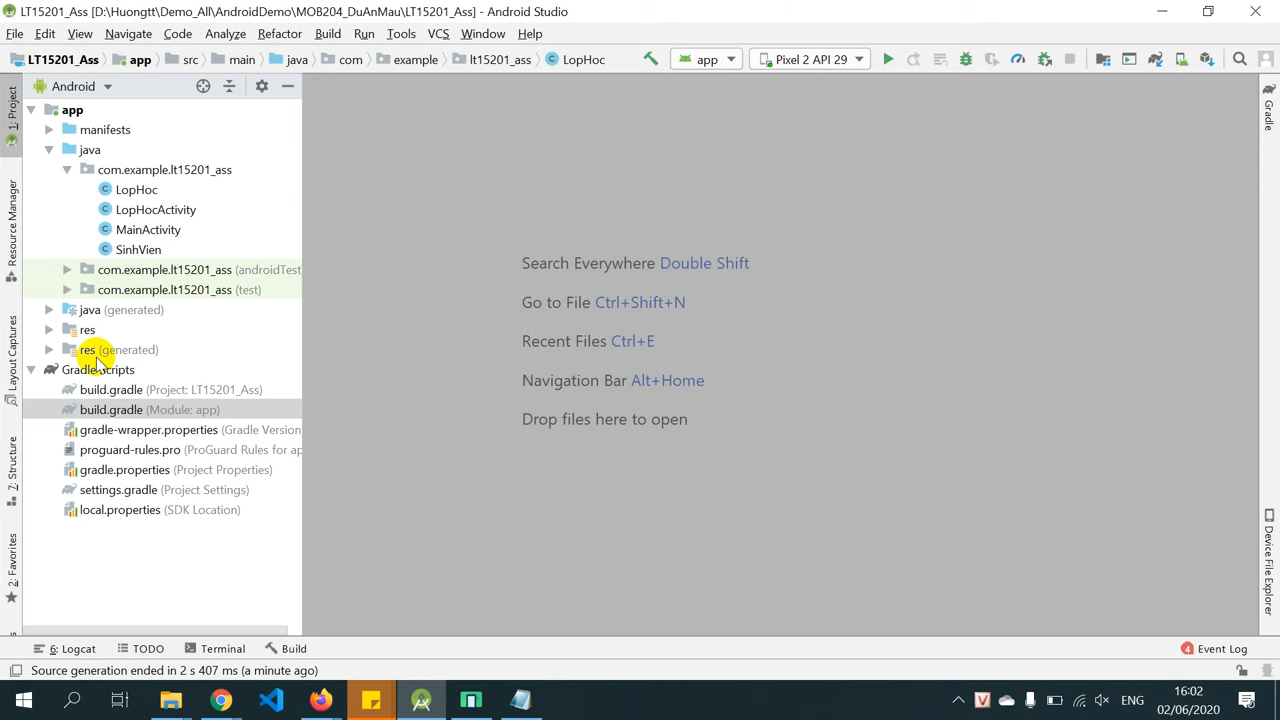 LT15201_Ass [D:\Huongtt\Demo_All\AndroidDemo\MOB204_DuAnMau\LT15201_Ass] - Android Studio
File Edit View Navigate Code Analyze Refactor Build Run Tools VCS Window Help
LT15201_Ass app src main java com example lt15201_ass LopHoc app Pixel 2 API 29
Android
app
manifests
java
com.example.lt15201_ass
LopHoc
LopHocActivity
MainActivity
SinhVien
com.example.lt15201_ass (androidTest
com.example.lt15201_ass (test)
java (generated)
res
res (generated)
Gradle Scripts
build.gradle (Project: LT15201_Ass)
build.gradle (Module: app)
gradle-wrapper.properties (Gradle Version
proguard-rules.pro (ProGuard Rules for ap
gradle.properties (Project Properties)
settings.gradle (Project Settings)
local.properties (SDK Location)
1: Project
Resource Manager
Layout Captures
7: Structure
2: Favorites
Search Everywhere Double Shift
Go to File Ctrl+Shift+N
Recent Files Ctrl+E
Navigation Bar Alt+Home
Drop files here to open
Gradle
Device File Explorer
6: Logcat TODO Terminal Build
4 Event Log
Source generation ended in 2 s 407 ms (a minute ago)
ENG
16:02
02/06/2020